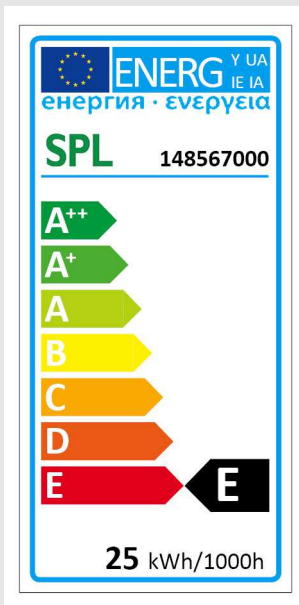 ENERG Y UA
IE IA
енергия · ενεργεια
SPL 148567000
A++
A+
A
B
C
D
E E
25 kWh/1000h